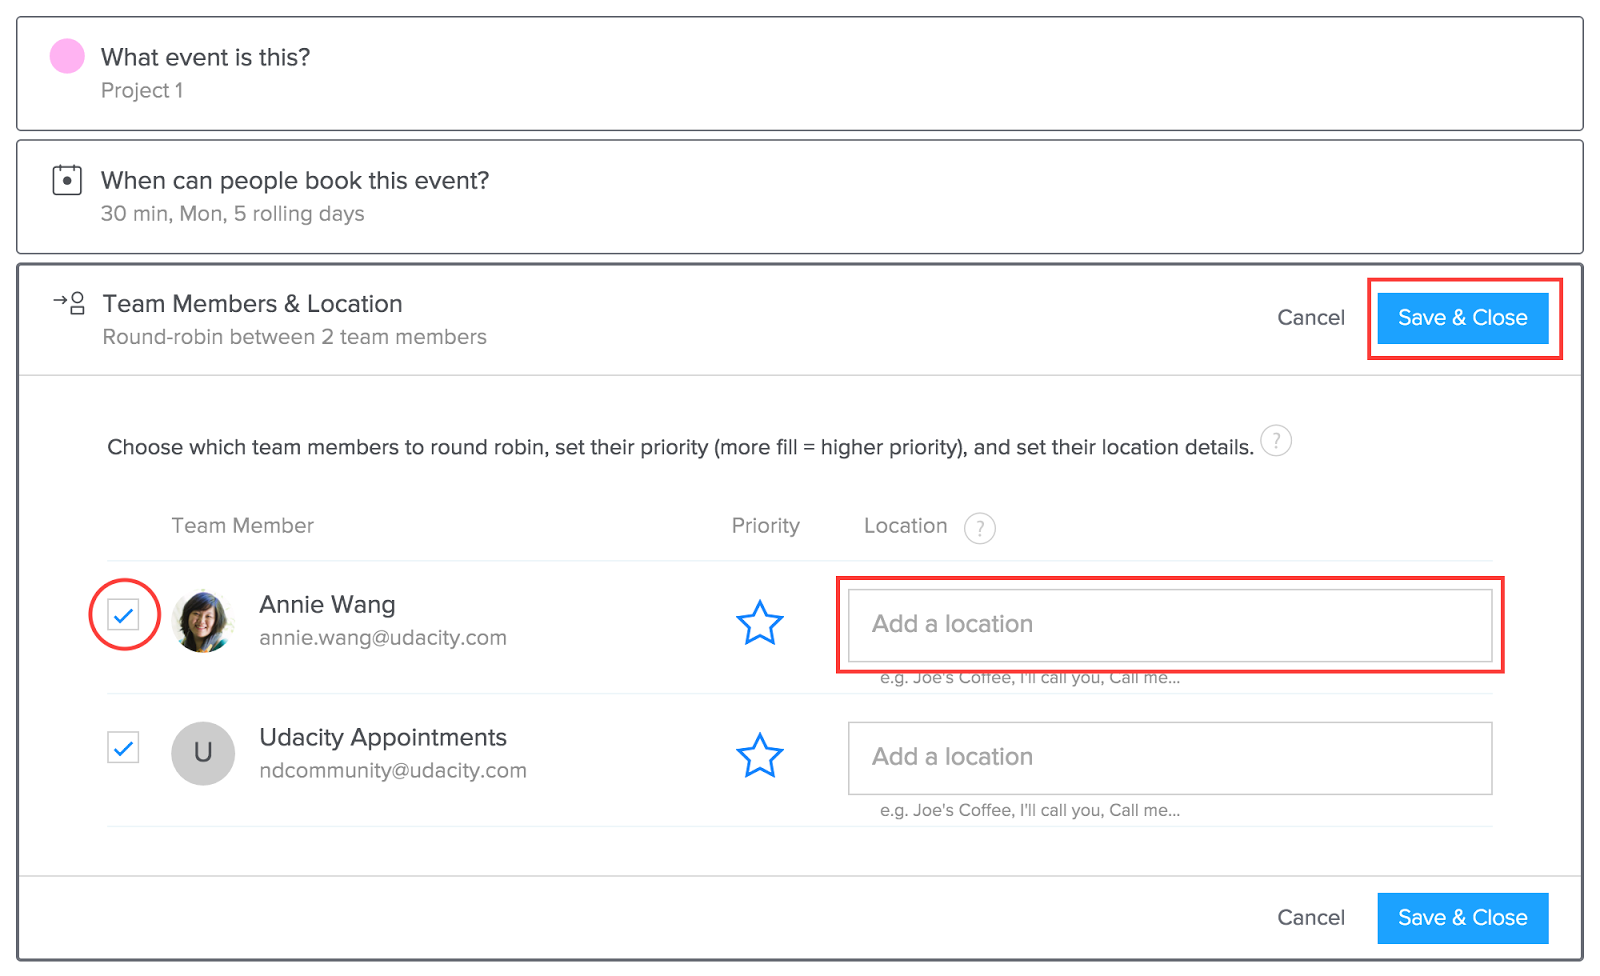 What event is this?
Project 1
When can people book this event?
30 min, Mon, 5 rolling days
Team Members & Location
Round-robin between 2 team members
Cancel
Save & Close
Choose which team members to round robin, set their priority (more fill = higher priority), and set their location details. ?
Team Member Priority Location ?
Annie Wang
annie.wang@udacity.com
Add a location
e.g. Joe's Coffee, I'll call you, Call me...
U
Udacity Appointments
ndcommunity@udacity.com
Add a location
e.g. Joe's Coffee, I'll call you, Call me...
Cancel
Save & Close